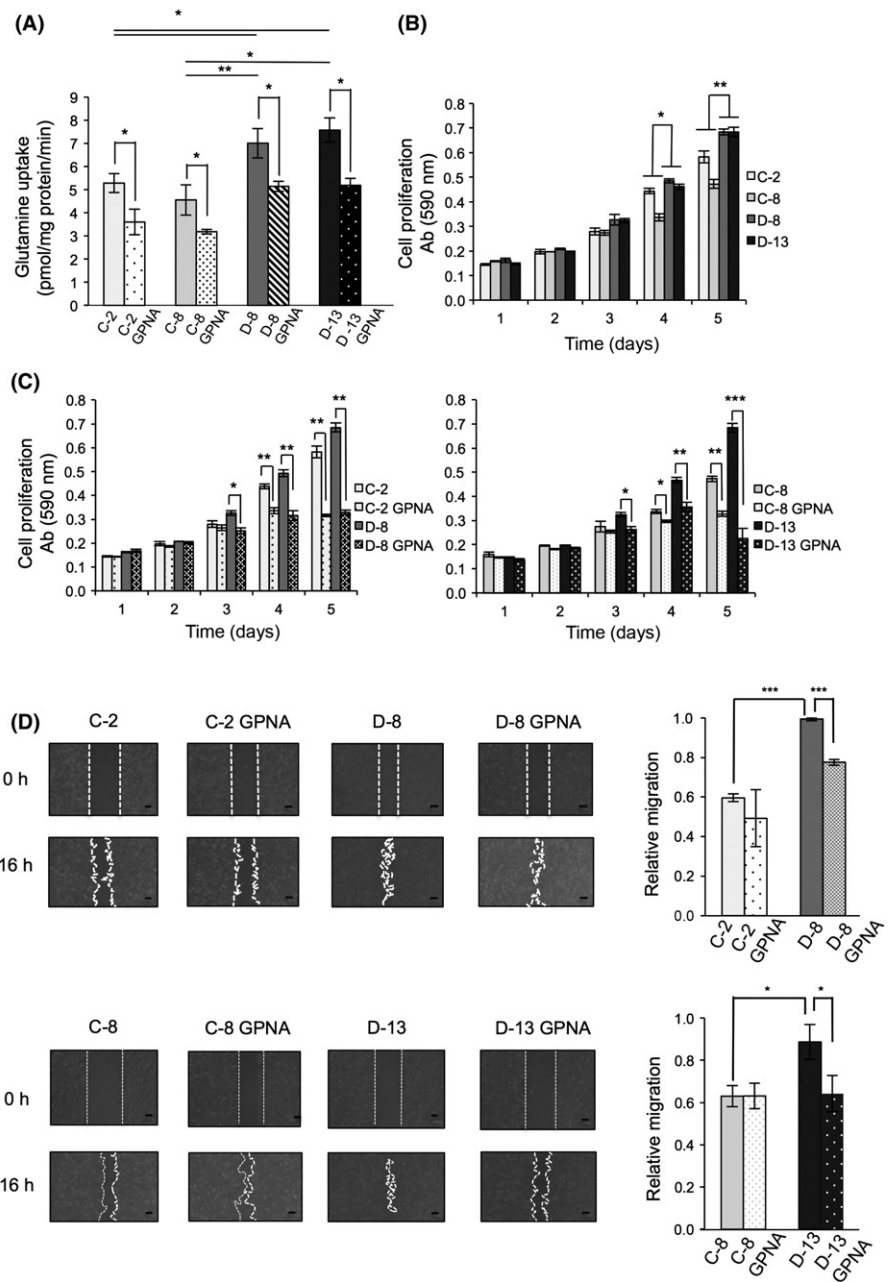 (A)
*
*
**
*
*
*
*
Glutamine uptake
(pmol/mg protein/min)
9
8
7
6
5
4
3
2
1
0
C-2
C-2
GPNA
C-8
C-8
GPNA
D-8
D-8
GPNA
D-13
D-13
GPNA
(B)
*
**
Cell proliferation
Ab (590 nm)
0.8
0.7
0.6
0.5
0.4
0.3
0.2
0.1
0.0
1 2 3 4 5
Time (days)
C-2
C-8
D-8
D-13
(C)
*
**
**
**
**
Cell proliferation
Ab (590 nm)
0.8
0.7
0.6
0.5
0.4
0.3
0.2
0.1
0.0
1 2 3 4 5
Time (days)
C-2
C-2 GPNA
D-8
D-8 GPNA
*
*
**
**
***
0.8
0.7
0.6
0.5
0.4
0.3
0.2
0.1
0.0
1 2 3 4 5
Time (days)
C-8
C-8 GPNA
D-13
D-13 GPNA
(D)
C-2 C-2 GPNA D-8 D-8 GPNA
0 h
16 h
*** ***
Relative migration
1.0
0.8
0.6
0.4
0.2
0.0
C-2
C-2
GPNA
D-8
D-8
GPNA
C-8 C-8 GPNA D-13 D-13 GPNA
0 h
16 h
* *
Relative migration
1.0
0.8
0.6
0.4
0.2
0.0
C-8
C-8
GPNA
D-13
D-13
GPNA